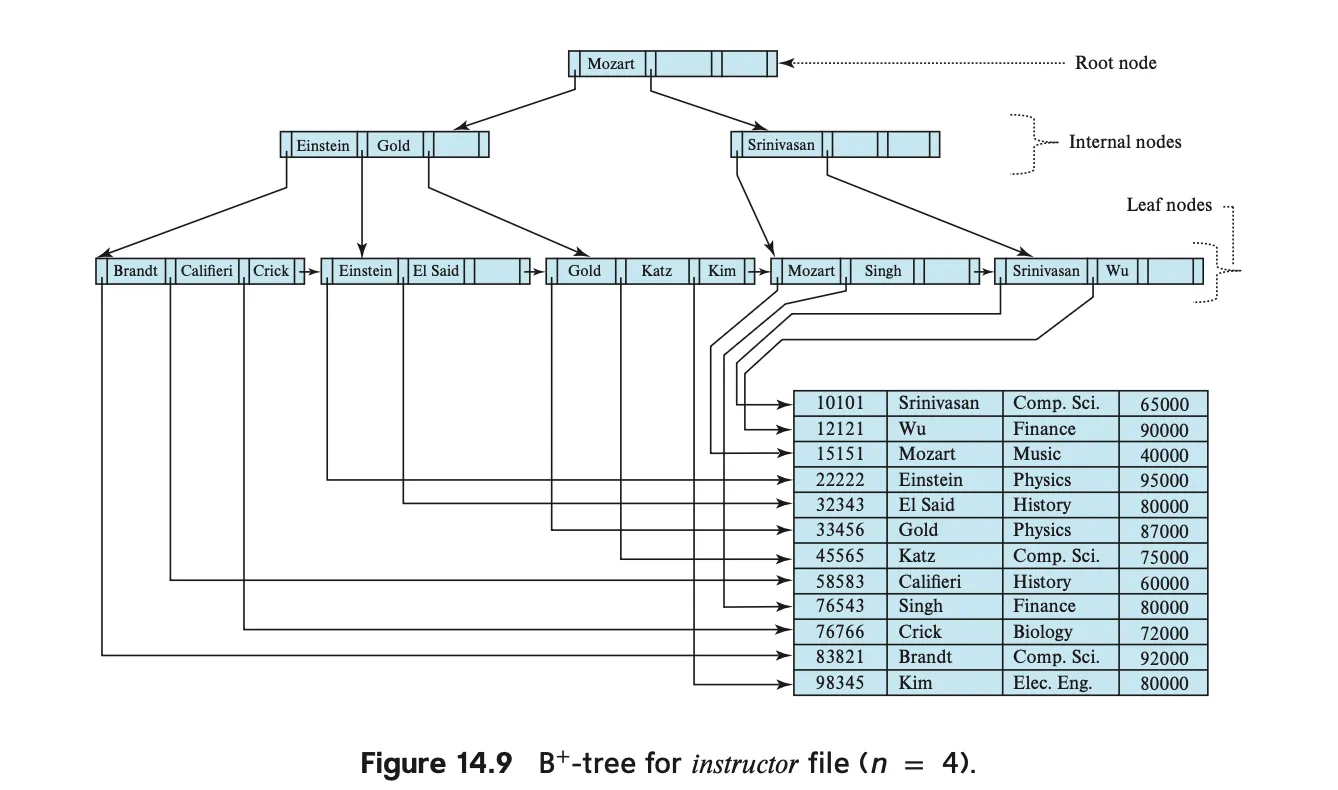 Mozart
Root node
Einstein Gold
Srinivasan
Internal nodes
Leaf nodes
Brandt Califieri Crick
Einstein El Said
Gold Katz Kim
Mozart Singh
Srinivasan Wu
10101 Srinivasan Comp. Sci. 65000
12121 Wu Finance 90000
15151 Mozart Music 40000
22222 Einstein Physics 95000
32343 El Said History 80000
33456 Gold Physics 87000
45565 Katz Comp. Sci. 75000
58583 Califieri History 60000
76543 Singh Finance 80000
76766 Crick Biology 72000
83821 Brandt Comp. Sci. 92000
98345 Kim Elec. Eng. 80000
Figure 14.9 B⁺-tree for instructor file (n = 4).